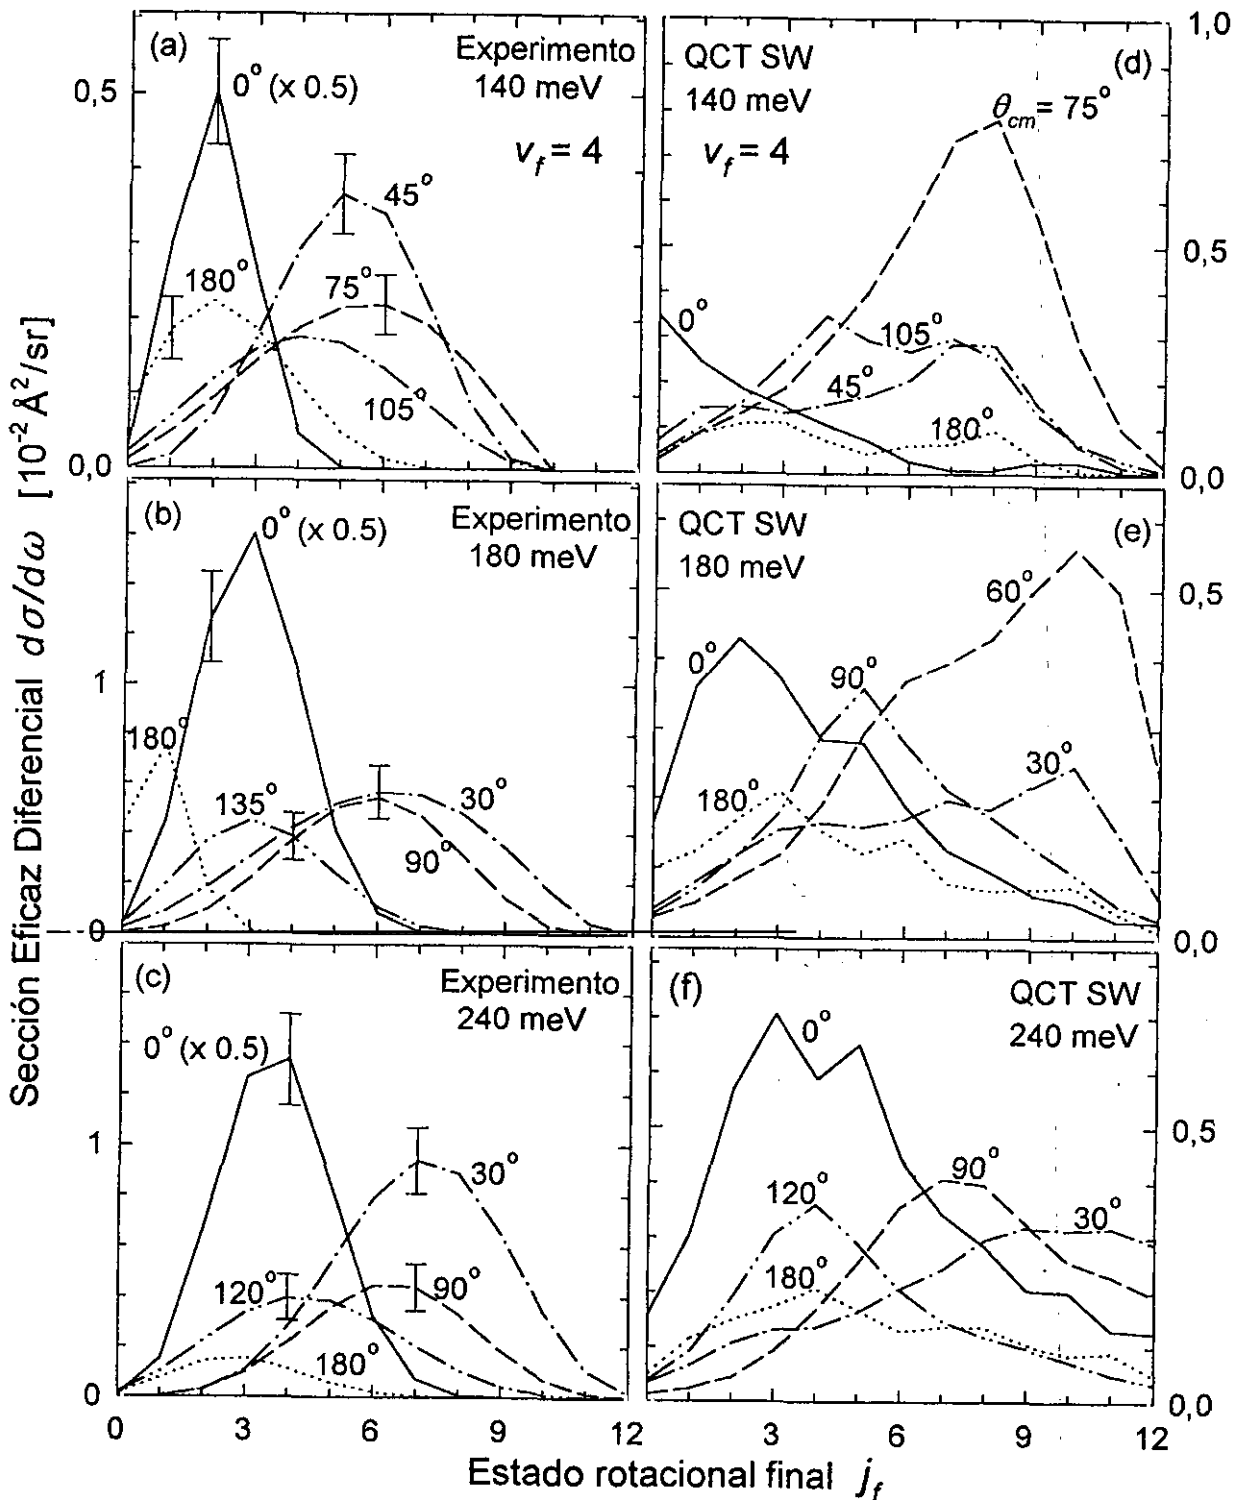 Sección Eficaz Diferencial dσ/dω [10⁻² Å²/sr]
(a)
Experimento
140 meV
v_f = 4
0° (x 0.5)
45°
180°
75°
105°
0,5
0,0
QCT SW
140 meV
v_f = 4
(d)
θ_cm = 75°
0°
105°
45°
180°
1,0
0,5
0,0
(b)
0° (x 0.5)
Experimento
180 meV
180°
135°
30°
90°
1
0
QCT SW
180 meV
(e)
60°
0°
90°
30°
180°
0,5
0,0
(c)
Experimento
240 meV
0° (x 0.5)
30°
120°
90°
180°
1
0
(f)
QCT SW
240 meV
0°
90°
120°
30°
180°
0,5
0,0
0 3 6 9 12 3 6 9 12
Estado rotacional final j_f